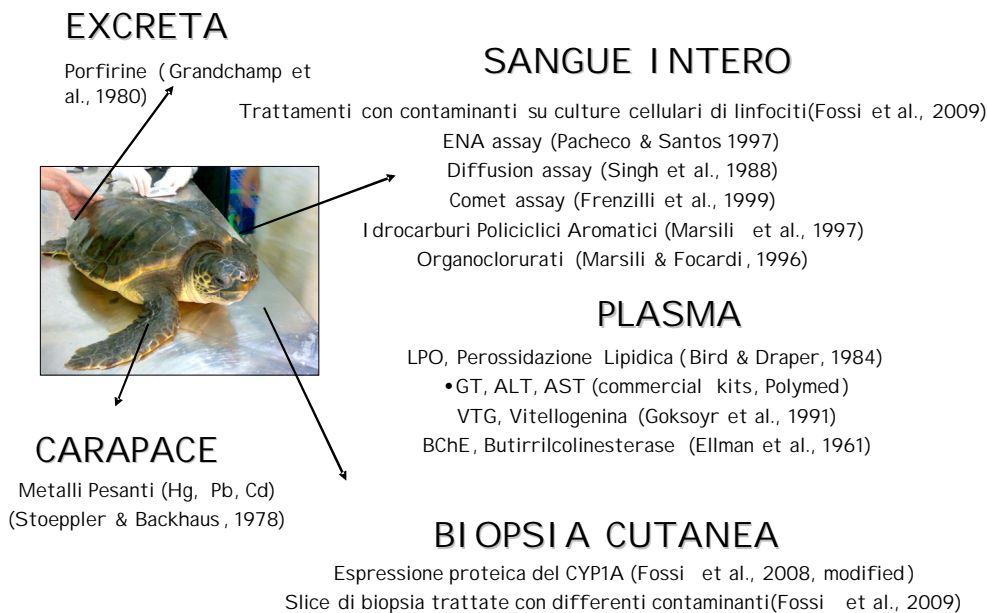 EXCRETA
Porfirine (Grandchamp et
al., 1980)
SANGUE INTERO
Trattamenti con contaminanti su culture cellulari di linfociti(Fossi et al., 2009)
ENA assay (Pacheco & Santos 1997)
Diffusion assay (Singh et al., 1988)
Comet assay (Frenzilli et al., 1999)
Idrocarburi Policiclici Aromatici (Marsili et al., 1997)
Organoclorurati (Marsili & Focardi, 1996)
PLASMA
LPO, Perossidazione Lipidica (Bird & Draper, 1984)
•GT, ALT, AST (commercial kits, Polymed)
VTG, Vitellogenina (Goksoyr et al., 1991)
BChE, Butirrilcolinesterase (Ellman et al., 1961)
CARAPACE
Metalli Pesanti (Hg, Pb, Cd)
(Stoeppler & Backhaus, 1978)
BIOPSIA CUTANEA
Espressione proteica del CYP1A (Fossi et al., 2008, modified)
Slice di biopsia trattate con differenti contaminanti(Fossi et al., 2009)